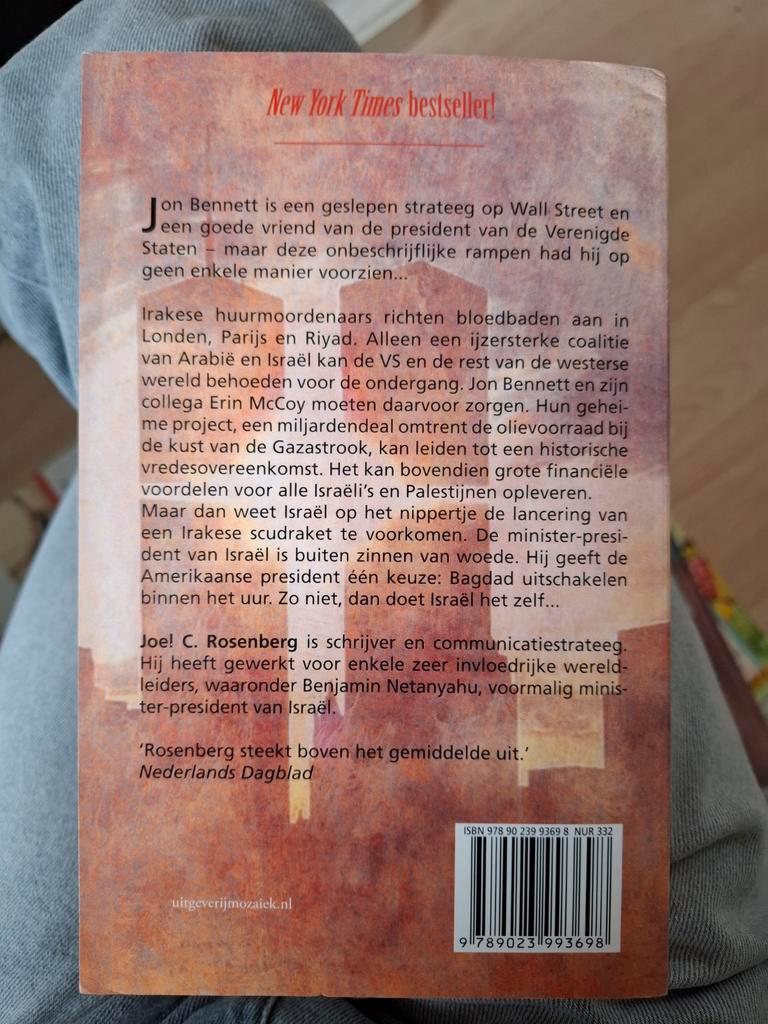 New York Times bestseller!
Jon Bennett is een geslepen strateeg op Wall Street en
een goede vriend van de president van de Verenigde
Staten – maar deze onbeschrijflijke rampen had hij op
geen enkele manier voorzien...
Irakese huurmoordenaars richten bloedbaden aan in
Londen, Parijs en Riyad. Alleen een ijzersterke coalitie
van Arabië en Israël kan de VS en de rest van de westerse
wereld behoeden voor de ondergang. Jon Bennett en zijn
collega Erin McCoy moeten daarvoor zorgen. Hun gehei-
me project, een miljardendeal omtrent de olievoorraad bij
de kust van de Gazastrook, kan leiden tot een historische
vredesovereenkomst. Het kan bovendien grote financiële
voordelen voor alle Israëli's en Palestijnen opleveren.
Maar dan weet Israël op het nippertje de lancering van
een Irakese scudraket te voorkomen. De minister-presi-
dent van Israël is buiten zinnen van woede. Hij geeft de
Amerikaanse president één keuze: Bagdad uitschakelen
binnen het uur. Zo niet, dan doet Israël het zelf...
Joe! C. Rosenberg is schrijver en communicatiestrateeg.
Hij heeft gewerkt voor enkele zeer invloedrijke wereld-
leiders, waaronder Benjamin Netanyahu, voormalig minis-
ter-president van Israël.
'Rosenberg steekt boven het gemiddelde uit.'
Nederlands Dagblad
ISBN 978 90 239 9369 8 NUR 332
9 789023 993698
uitgeverijmozaiek.nl